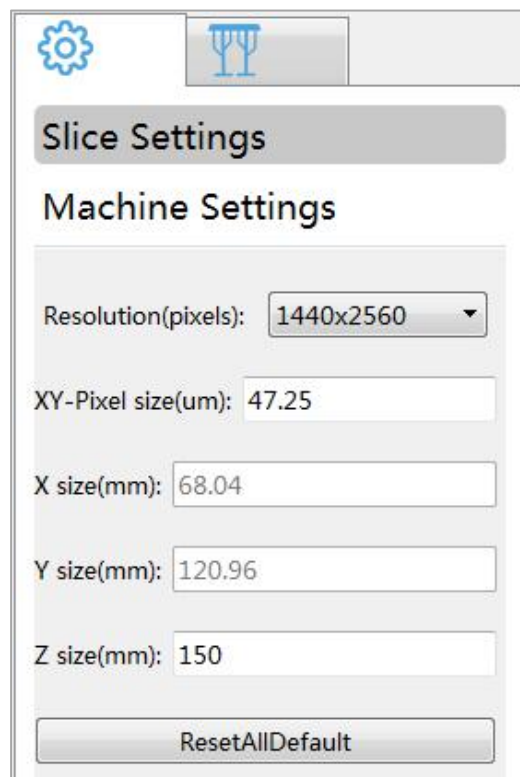 Slice Settings
Machine Settings
Resolution(pixels): 1440x2560
XY-Pixel size(um): 47.25
X size(mm): 68.04
Y size(mm): 120.96
Z size(mm): 150
ResetAllDefault